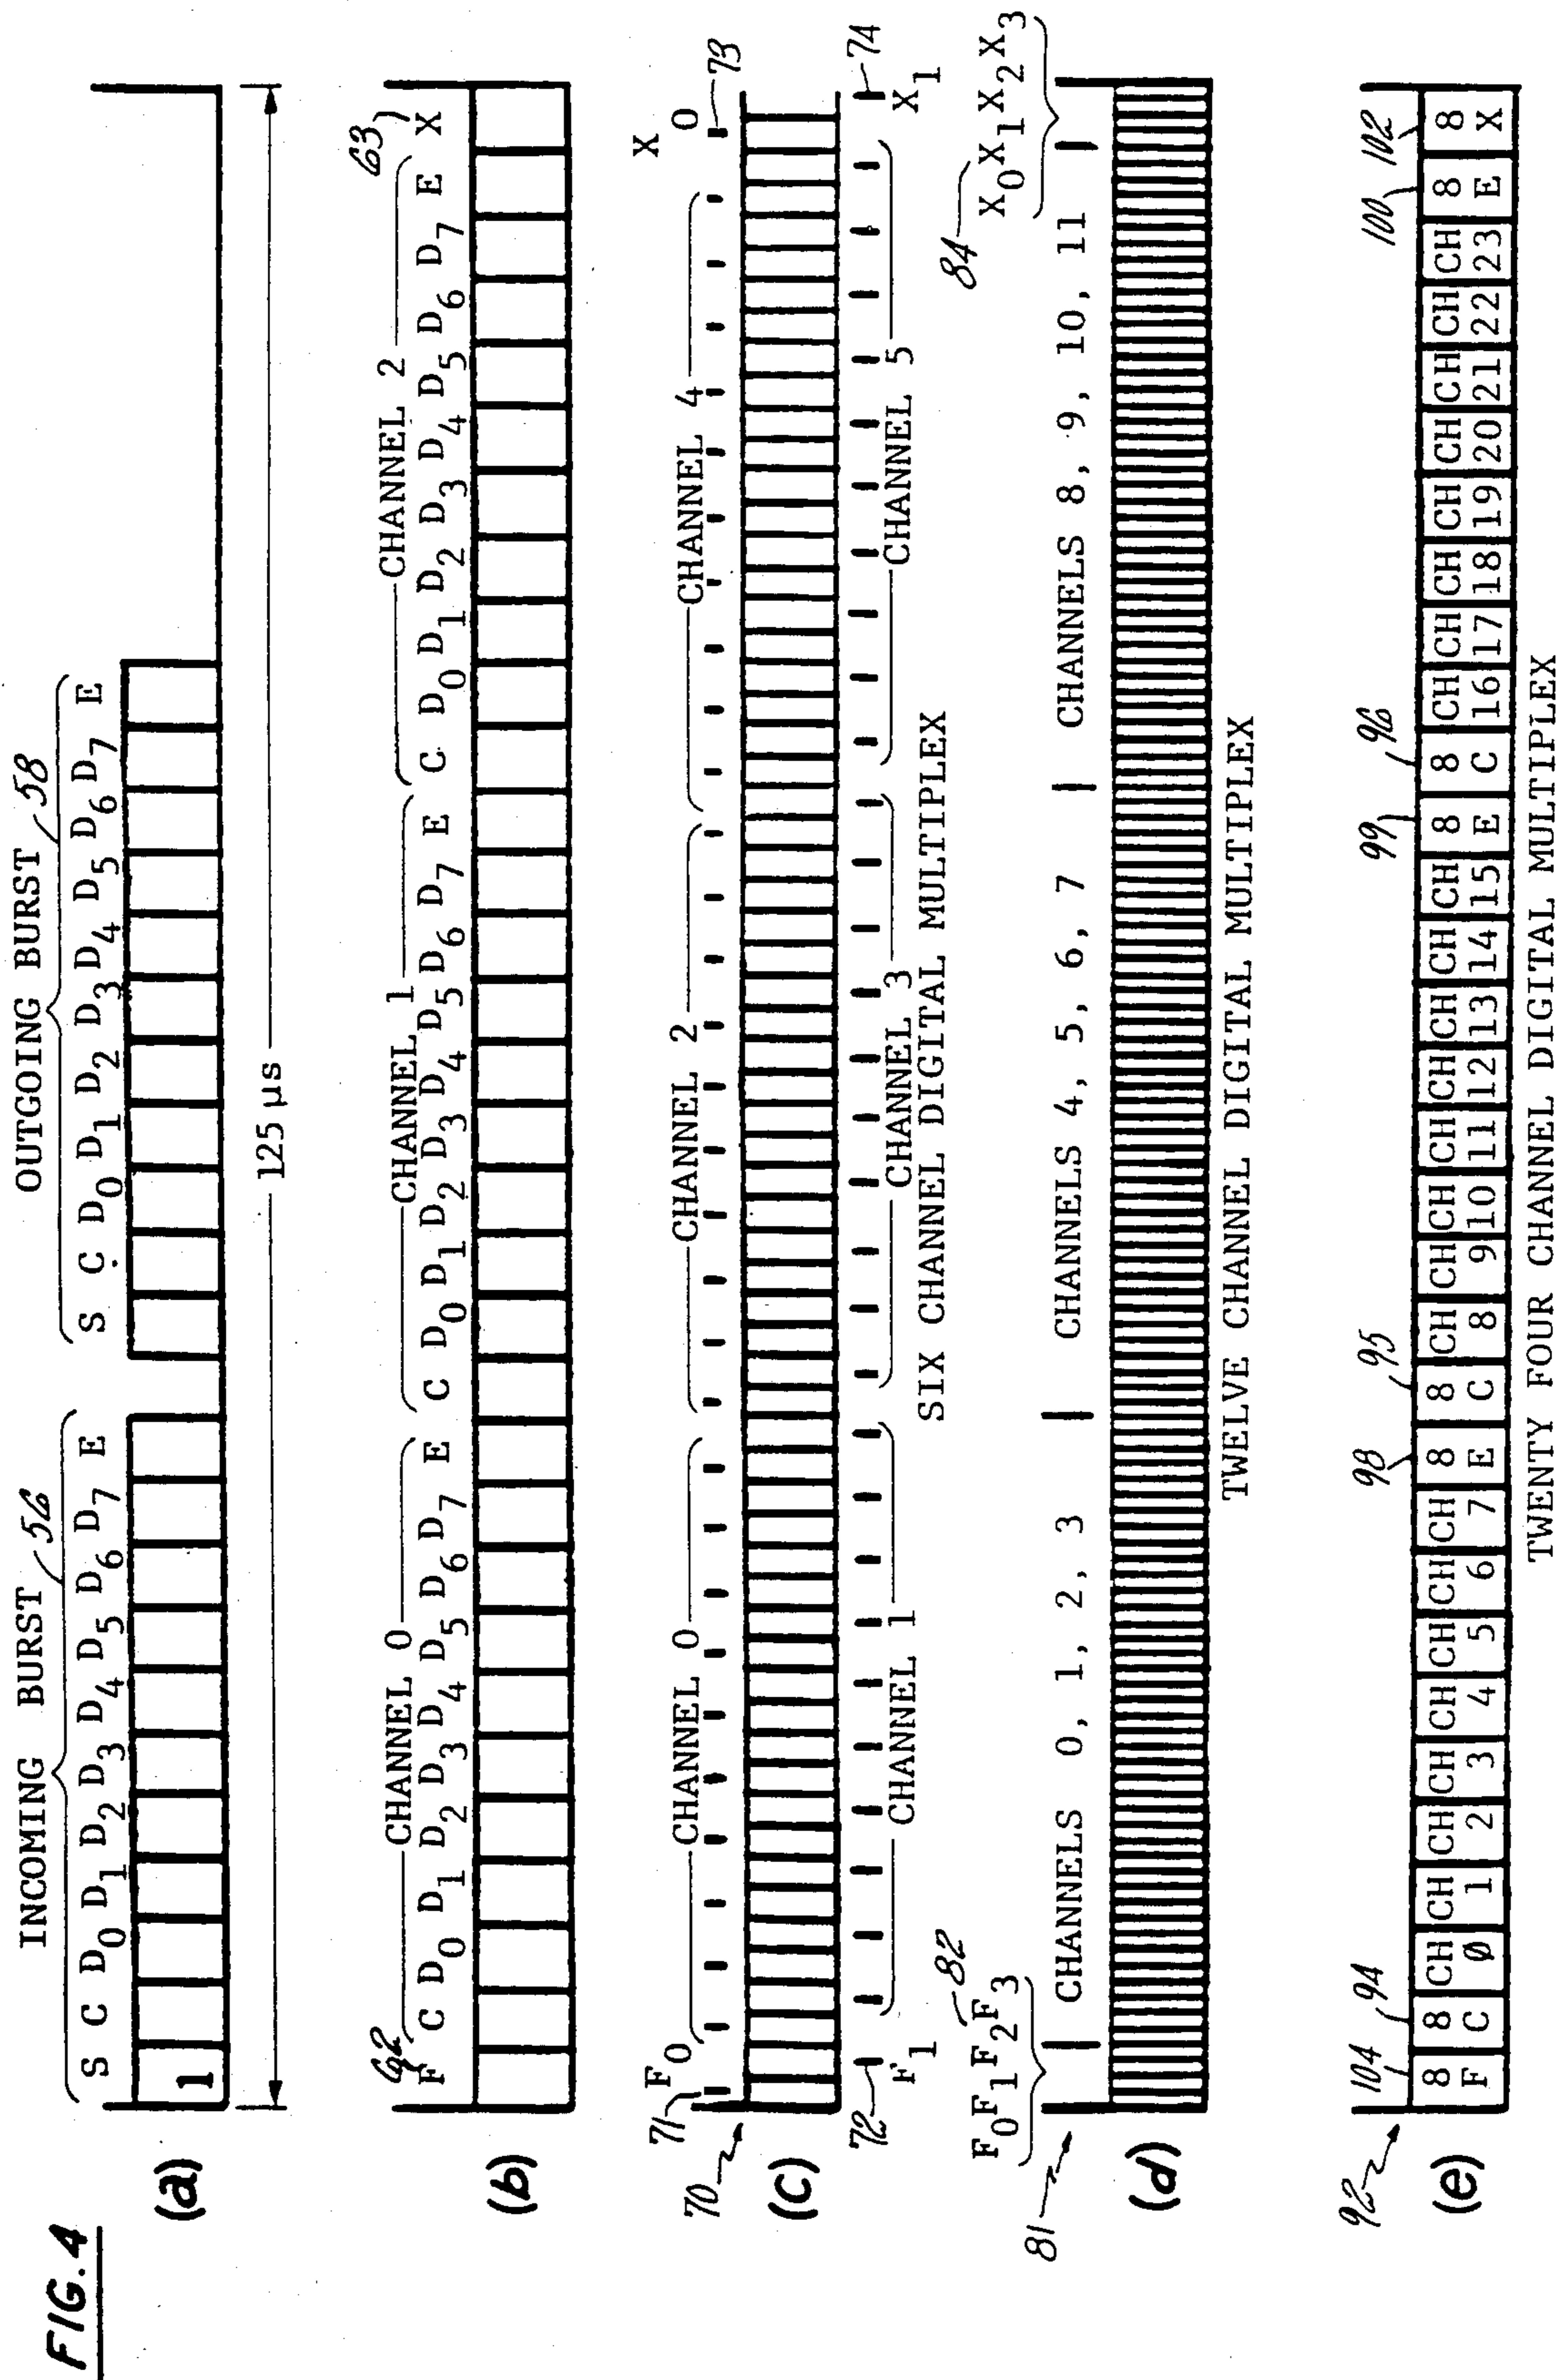 FIG. 4
INCOMING BURST 56
OUTGOING BURST 58
S C D0 D1 D2 D3 D4 D5 D6 D7 E
S C D0 D1 D2 D3 D4 D5 D6 D7 E
1
(a)
125 µs
CHANNEL 0
CHANNEL 1
CHANNEL 2
62
63
F C D0 D1 D2 D3 D4 D5 D6 D7 E C D0 D1 D2 D3 D4 D5 D6 D7 E C D0 D1 D2 D3 D4 D5 D6 D7 E X
(b)
CHANNEL 0
CHANNEL 2
CHANNEL 4
71
F0
X0
73
70
(c)
72
F1
CHANNEL 1
CHANNEL 3
CHANNEL 5
X1
74
SIX CHANNEL DIGITAL MULTIPLEX
F0F1F2F3
82
84
X0X1X2X3
81
CHANNELS 0, 1, 2, 3
CHANNELS 4, 5, 6, 7
CHANNELS 8, 9, 10, 11
(d)
TWELVE CHANNEL DIGITAL MULTIPLEX
92
104
94
98
95
99
96
100
102
(e)
8 8 CH CH CH CH CH CH CH CH 8 8 CH CH CH CH CH CH CH CH 8 8 CH CH CH CH CH CH CH CH 8 8
F C Ø 1 2 3 4 5 6 7 E C 8 9 10 11 12 13 14 15 E C 16 17 18 19 20 21 22 23 E X
TWENTY FOUR CHANNEL DIGITAL MULTIPLEX